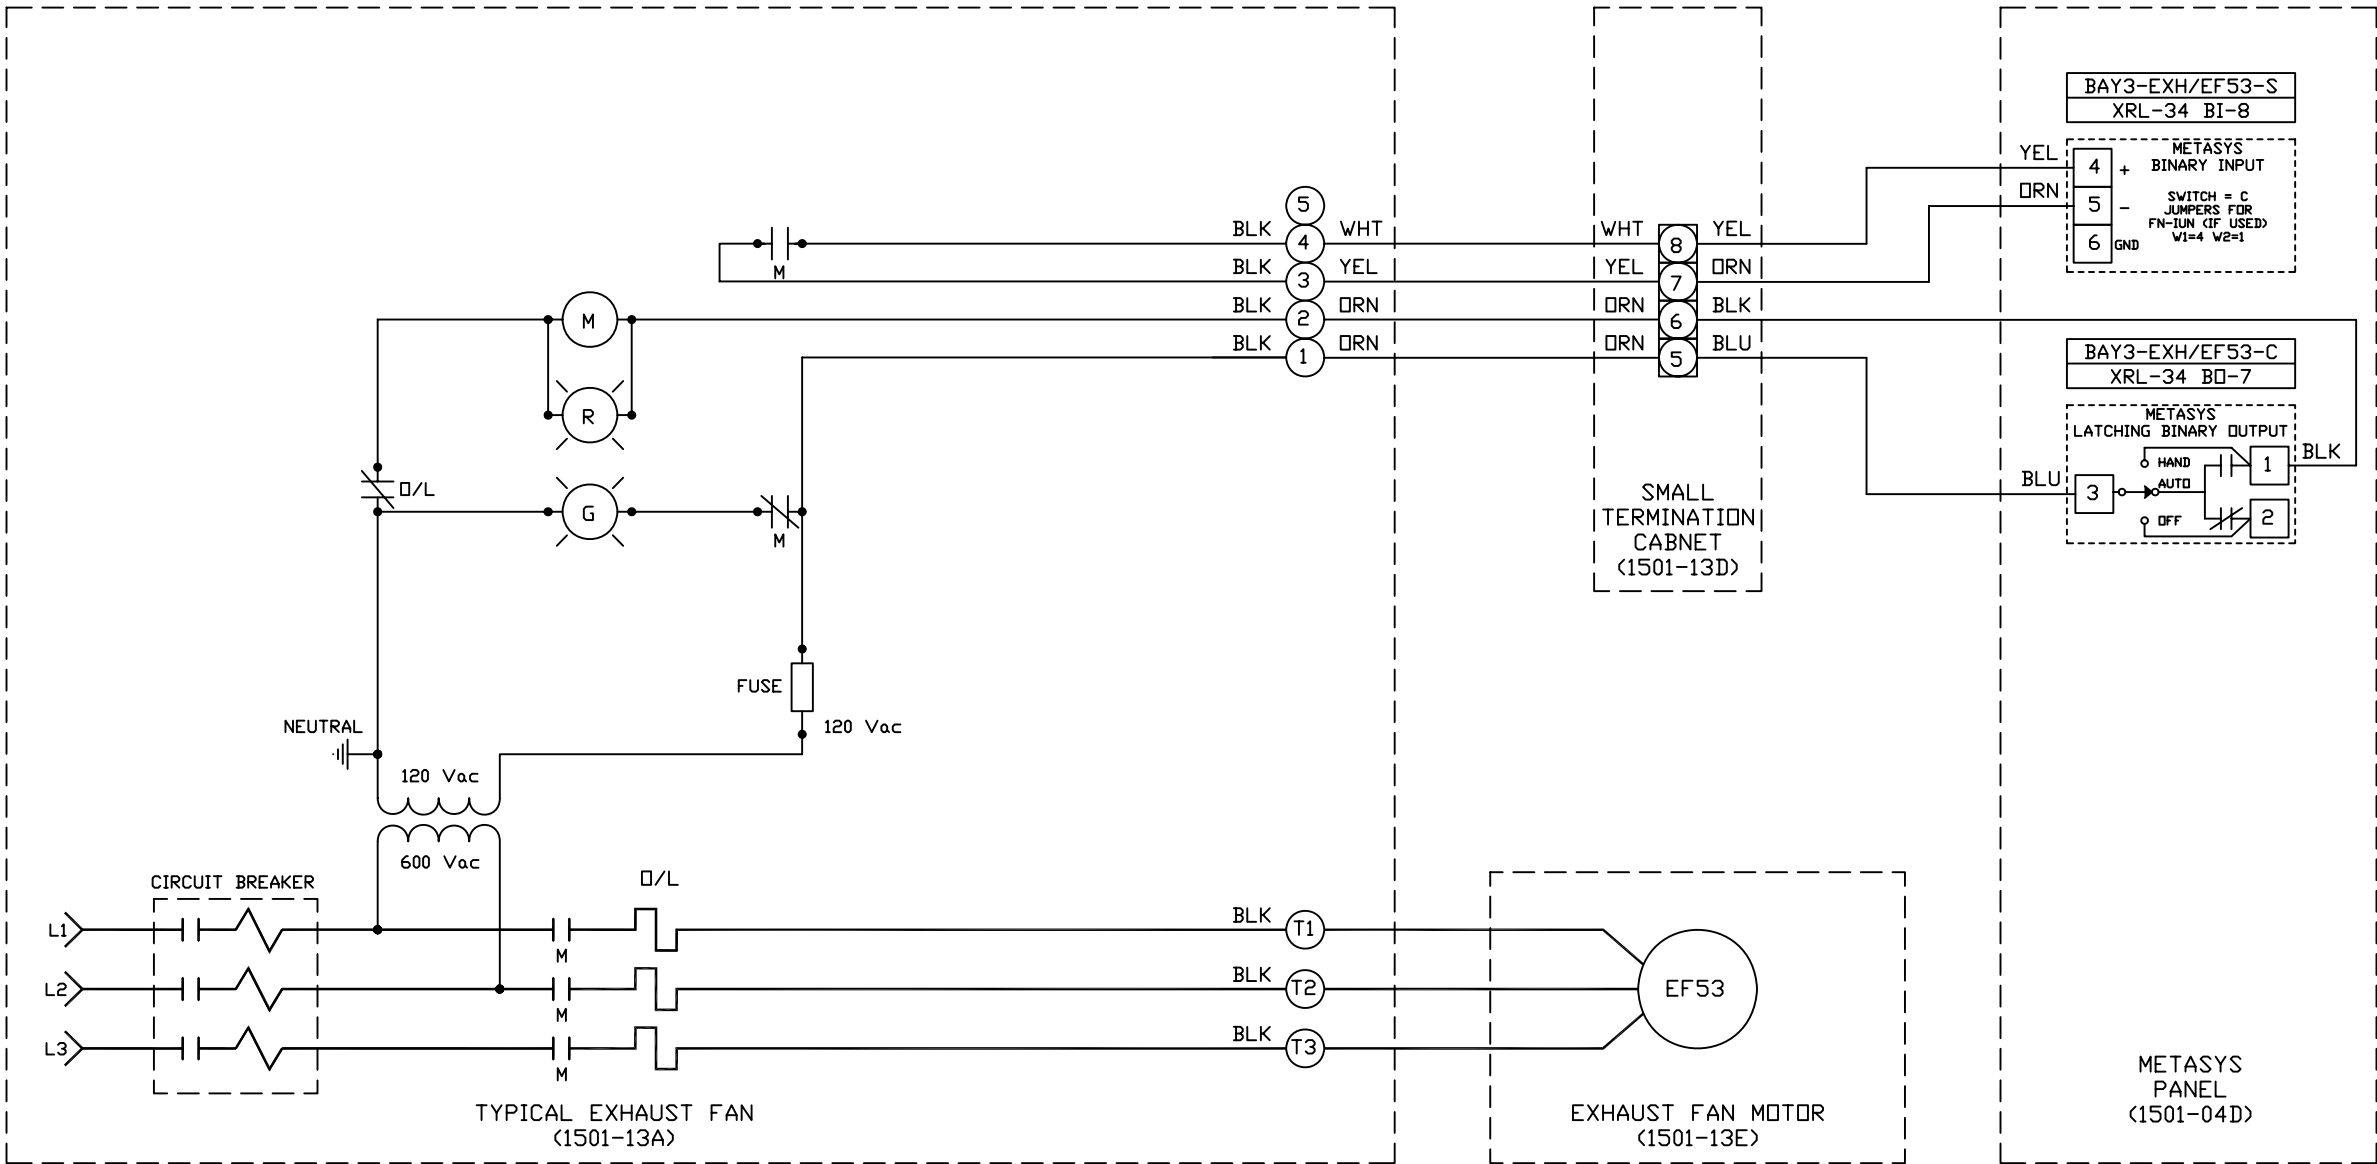 BAY3-EXH/EF53-S
XRL-34 BI-8
METASYS
BINARY INPUT
SWITCH = C
JUMPERS FOR
FN-IUN (IF USED)
W1=4 W2=1
YEL
4 +
ORN
5 -
6 GND
5
BLK 4 WHT
WHT 8 YEL
M
BLK 3 YEL
YEL 7 ORN
M
BLK 2 ORN
ORN 6 BLK
BLK 1 ORN
ORN 5 BLU
BAY3-EXH/EF53-C
XRL-34 BO-7
METASYS
LATCHING BINARY OUTPUT
HAND
1
BLK
BLU
3
AUTO
OFF
2
R
O/L
G
M
SMALL
TERMINATION
CABNET
(1501-13D)
FUSE
120 Vac
NEUTRAL
120 Vac
600 Vac
CIRCUIT BREAKER
O/L
L1
M
BLK T1
L2
M
BLK T2
EF53
L3
M
BLK T3
TYPICAL EXHAUST FAN
(1501-13A)
EXHAUST FAN MOTOR
(1501-13E)
METASYS
PANEL
(1501-04D)